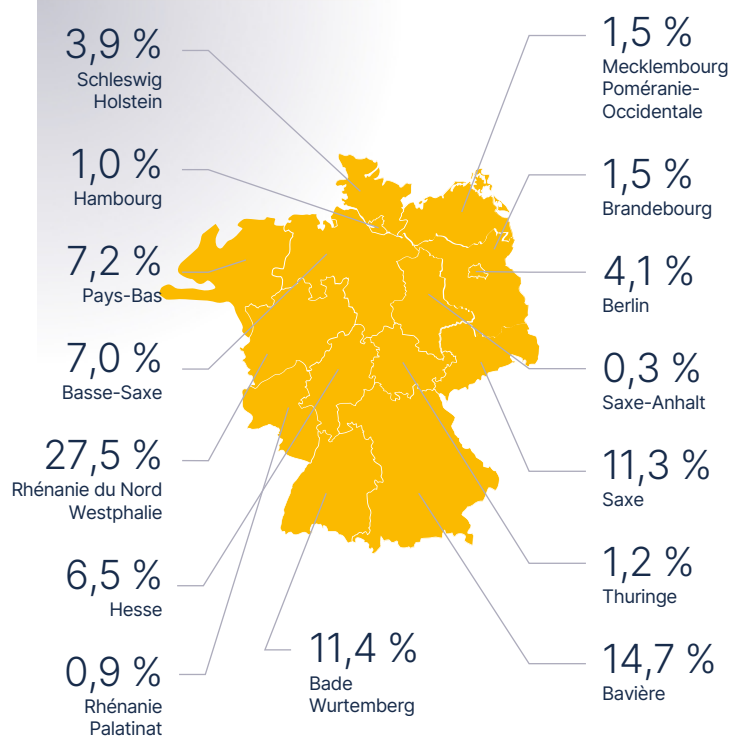 3,9 %
Schleswig
Holstein
1,0 %
Hambourg
7,2 %
Pays-Bas
7,0 %
Basse-Saxe
27,5 %
Rhénanie du Nord
Westphalie
6,5 %
Hesse
0,9 %
Rhénanie
Palatinat
11,4 %
Bade
Wurtemberg
1,5 %
Mecklembourg
Poméranie-
Occidentale
1,5 %
Brandebourg
4,1 %
Berlin
0,3 %
Saxe-Anhalt
11,3 %
Saxe
1,2 %
Thuringe
14,7 %
Bavière